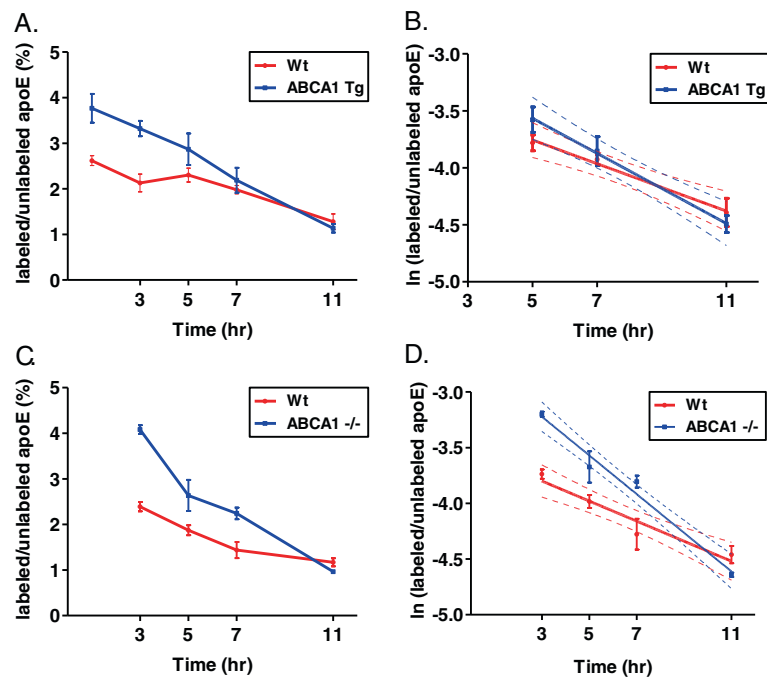 A.
labeled/unlabeled apoE (%)
5
4
3
2
1
0
Wt
ABCA1 Tg
3 5 7 11
Time (hr)
B.
ln (labeled/unlabeled apoE)
-3.0
-3.5
-4.0
-4.5
-5.0
Wt
ABCA1 Tg
3 5 7 11
Time (hr)
C.
labeled/unlabeled apoE (%)
5
4
3
2
1
0
Wt
ABCA1 -/-
3 5 7 11
Time (hr)
D.
ln (labeled/unlabeled apoE)
-3.0
-3.5
-4.0
-4.5
-5.0
Wt
ABCA1 -/-
3 5 7 11
Time (hr)